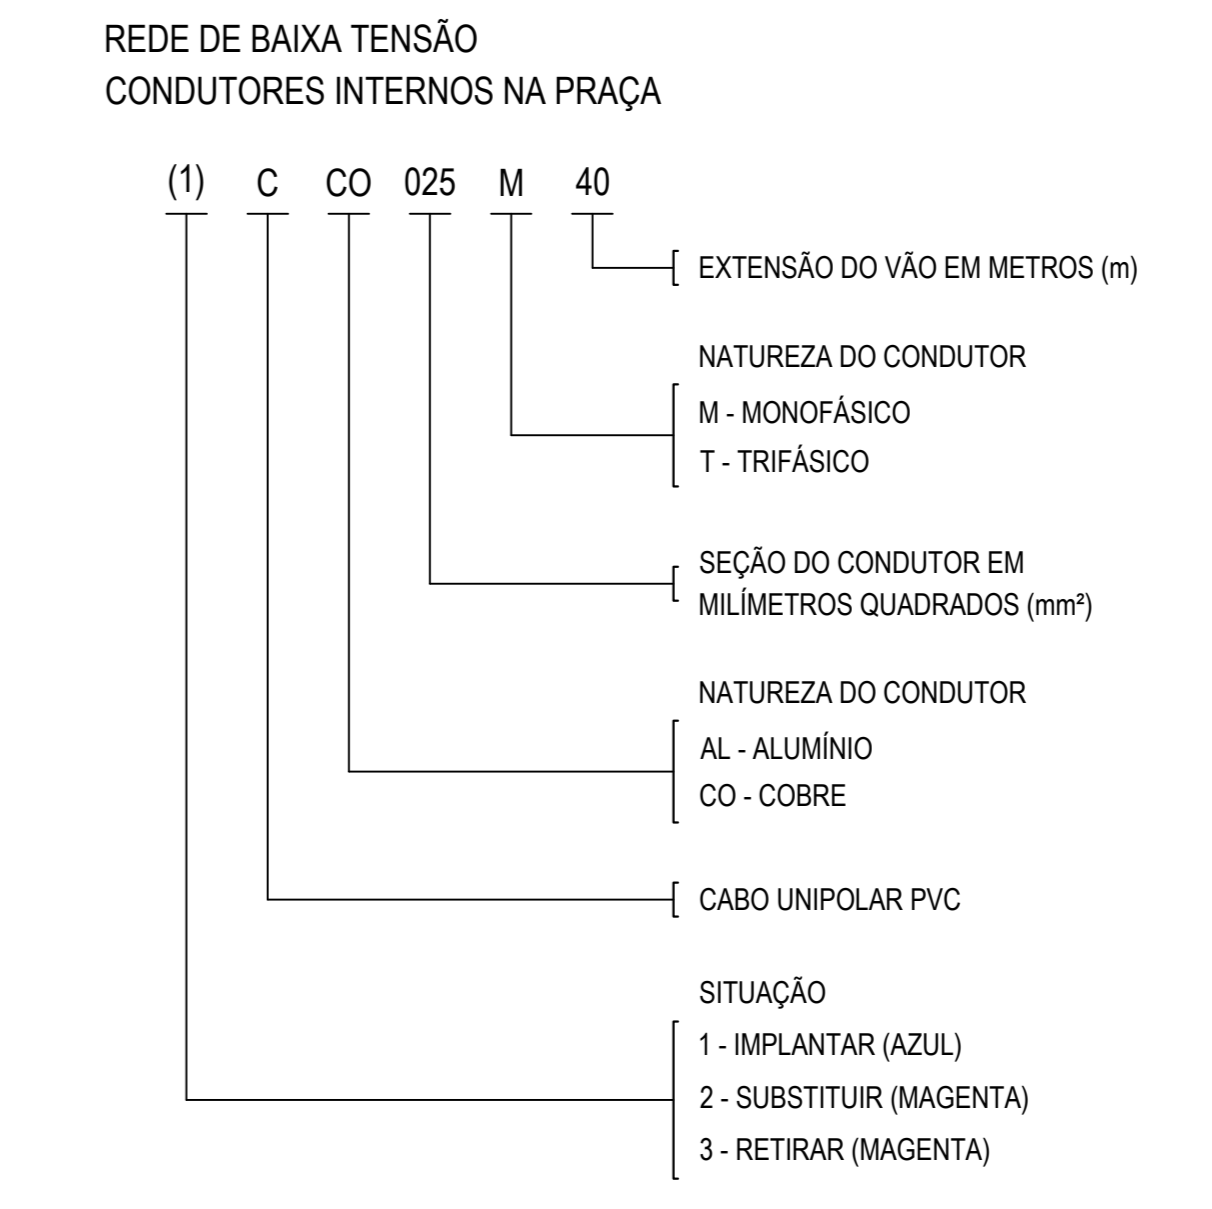 REDE DE BAIXA TENSÃO
CONDUTORES INTERNOS NA PRAÇA
(1) C CO 025 M 40
EXTENSÃO DO VÃO EM METROS (m)
NATUREZA DO CONDUTOR
M - MONOFÁSICO
T - TRIFÁSICO
SEÇÃO DO CONDUTOR EM
MILÍMETROS QUADRADOS (mm²)
NATUREZA DO CONDUTOR
AL - ALUMÍNIO
CO - COBRE
CABO UNIPOLAR PVC
SITUAÇÃO
1 - IMPLANTAR (AZUL)
2 - SUBSTITUIR (MAGENTA)
3 - RETIRAR (MAGENTA)